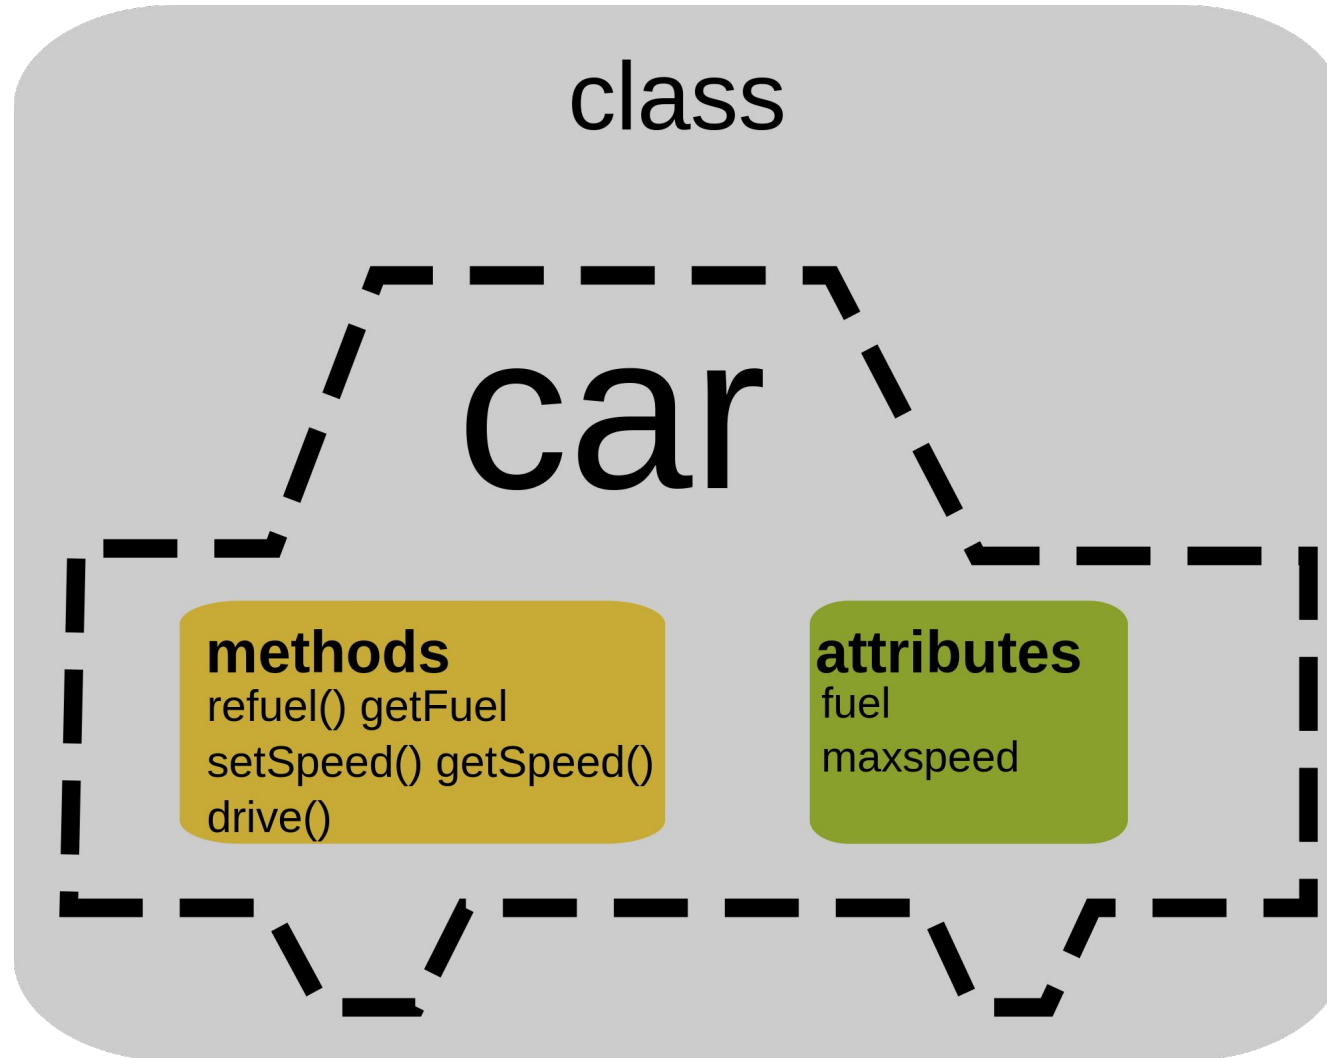 class
car
methods
refuel() getFuel
setSpeed() getSpeed()
drive()
attributes
fuel
maxspeed